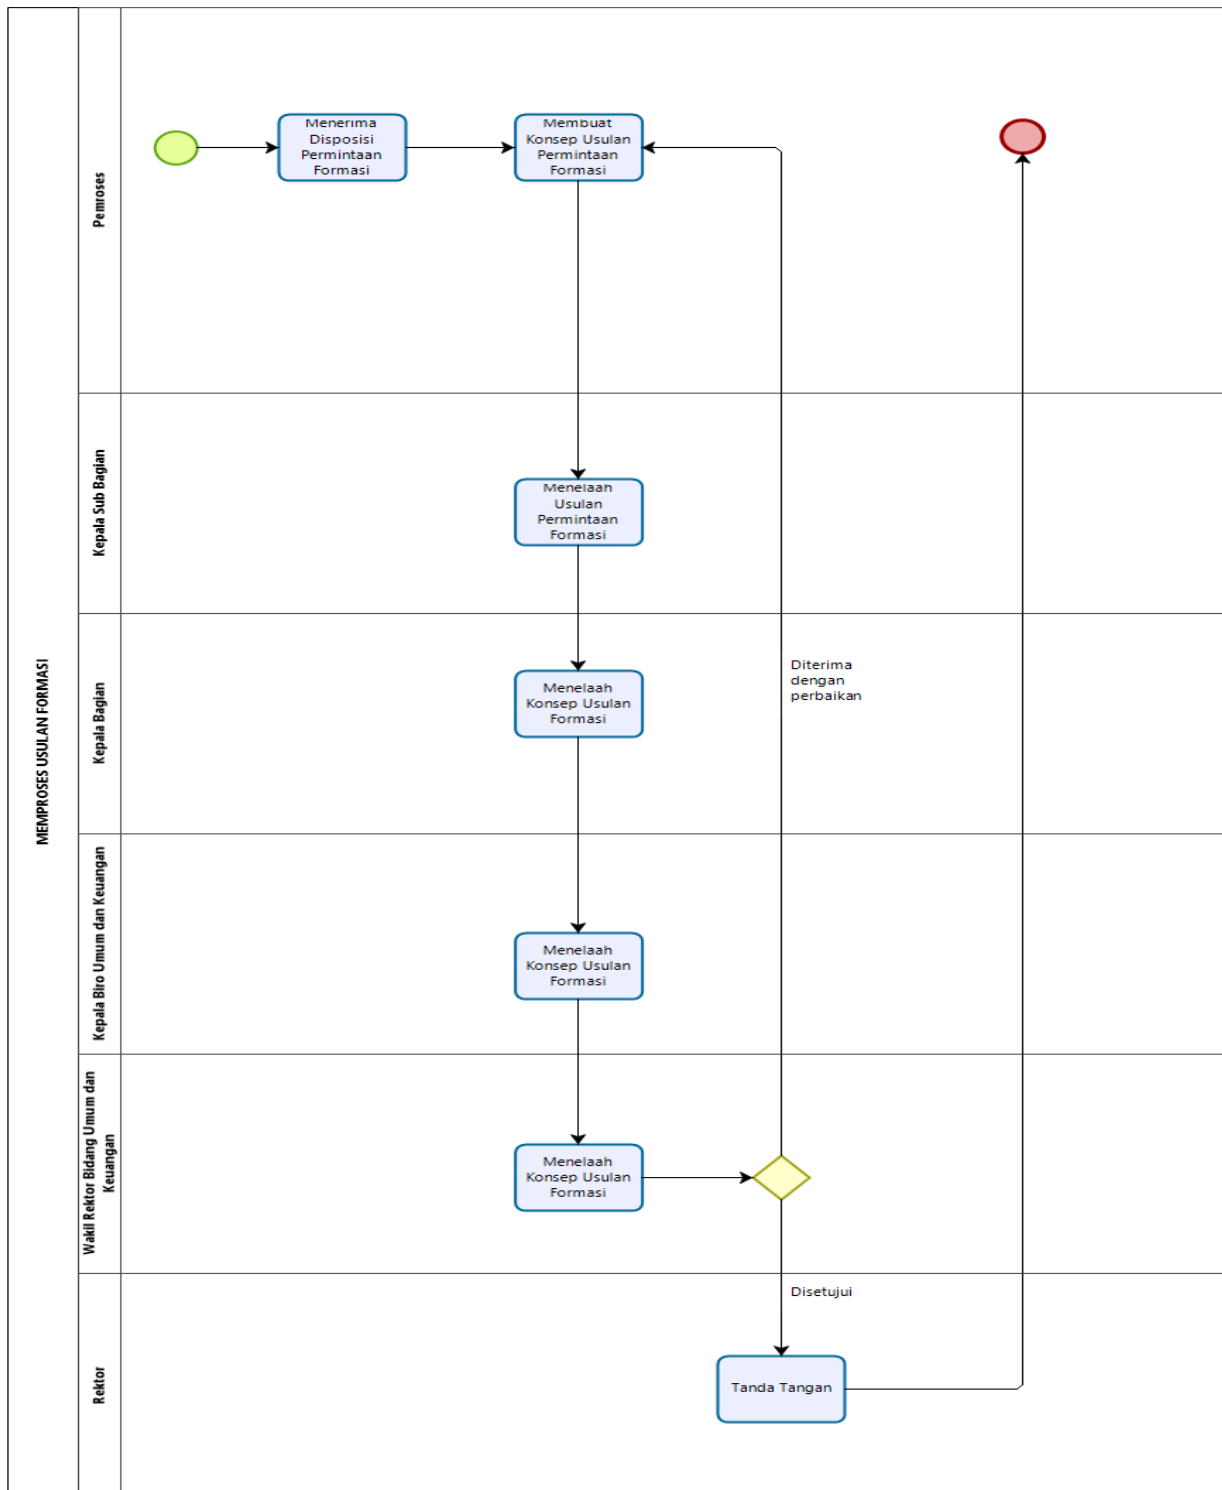 MEMPROSES USULAN FORMASI
Pemroses
Menerima
Disposisi
Permintaan
Formasi
Membuat
Konsep Usulan
Permintaan
Formasi
Kepala Sub Bagian
Menelaah
Usulan
Permintaan
Formasi
Kepala Bagian
Menelaah
Konsep Usulan
Formasi
Diterima
dengan
perbaikan
Kepala Biro Umum dan Keuangan
Menelaah
Konsep Usulan
Formasi
Wakil Rektor Bidang Umum dan
Keuangan
Menelaah
Konsep Usulan
Formasi
Rektor
Disetujui
Tanda Tangan